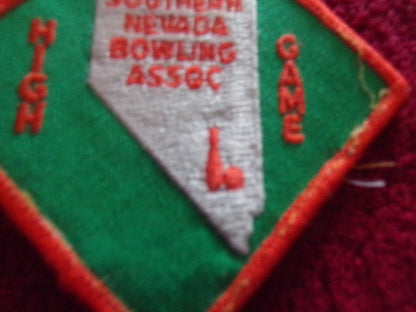 SOUTHERN
NEVADA
BOWLING
ASSOC
HIGH
GAME